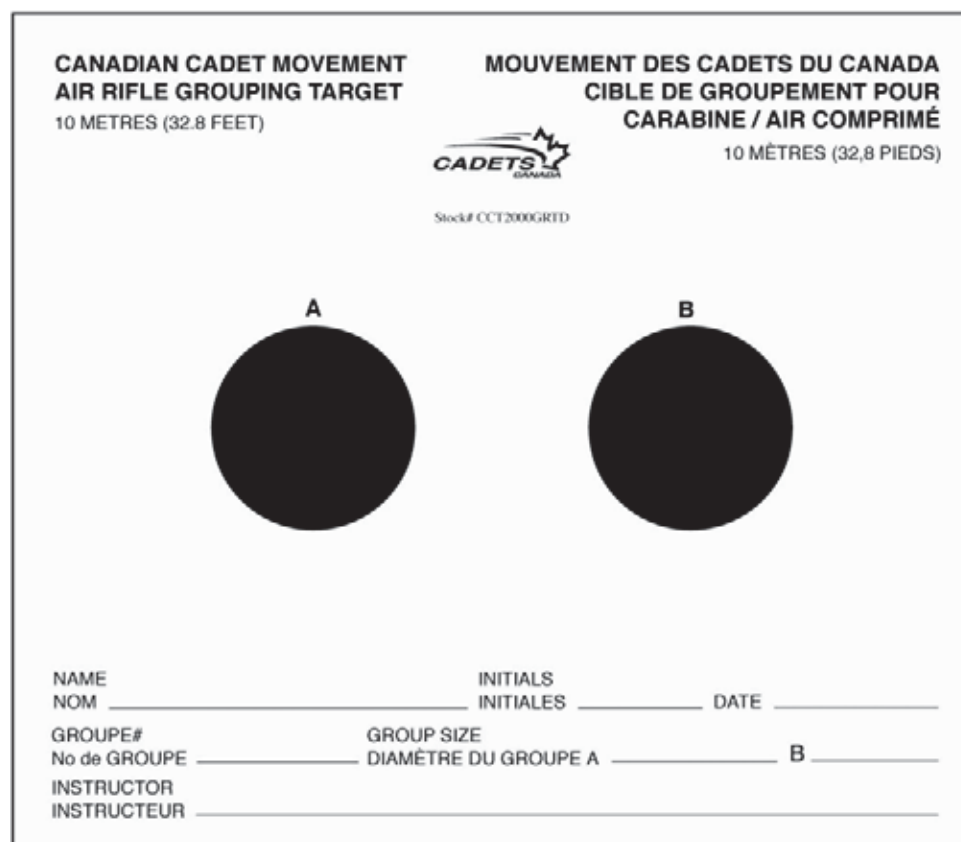 CANADIAN CADET MOVEMENT
AIR RIFLE GROUPING TARGET
10 METRES (32.8 FEET)
MOUVEMENT DES CADETS DU CANADA
CIBLE DE GROUPEMENT POUR
CARABINE / AIR COMPRIMÉ
10 MÈTRES (32,8 PIEDS)
CADETS
CANADA
Stock# CCT2000GRTD
A
B
NAME
NOM
INITIALS
INITIALES
DATE
GROUPE#
No de GROUPE
GROUP SIZE
DIAMÈTRE DU GROUPE A
B
INSTRUCTOR
INSTRUCTEUR